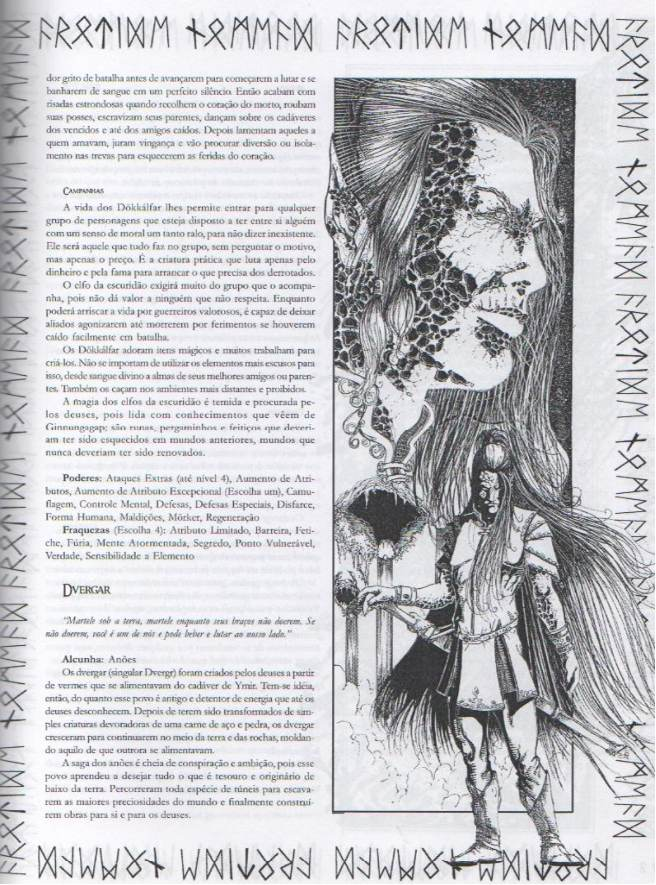 dor grito de batalha antes de avançarem para começarem a lutar e se
banharem de sangue em um perfeito silêncio. Então acabam com
risadas estrondosas quando recolhem o coração do morto, roubam
suas posses, escravizam seus parentes, dançam sobre os cadáveres
dos vencidos e até dos amigos caídos. Depois lamentam aqueles a
quem amavam, juram vingança e vão procurar diversão ou isola-
mento nas trevas para esquecerem as feridas do coração.
CAMPANHAS
A vida dos Dökkálfar lhes permite entrar para qualquer
grupo de personagens que esteja disposto a ter entre si alguém
com um senso de moral um tanto ralo, para não dizer inexistente.
Ele será aquele que tudo faz no grupo, sem perguntar o motivo,
mas apenas o preço. É a criatura prática que luta apenas pelo
dinheiro e pela fama para arrancar o que precisa dos derrotados.
O elfo da escuridão exigirá muito do grupo que o acompa-
nha, pois não dá valor a ninguém que não respeita. Enquanto
poderá arriscar a vida por guerreiros valorosos, é capaz de deixar
aliados agonizarem até morrerem por ferimentos se houverem
caído facilmente em batalha.
Os Dökkálfar adoram itens mágicos e muitos trabalham para
criá-los. Não se importam de utilizar os elementos mais escusos para
isso, desde sangue divino a almas de seus melhores amigos ou paren-
tes. Também os caçam nos ambientes mais distantes e proibidos.
A magia dos elfos da escuridão é temida e procurada pe-
los deuses, pois lida com conhecimentos que vêem de
Ginnungagap; são runas, pergaminhos e feitiços que deveri-
am ter sido esquecidos em mundos anteriores, mundos que
nunca deveriam ter sido renovados.
Poderes: Ataques Extras (até nível 4), Aumento de Atri-
butos, Aumento de Atributo Excepcional (Escolha um), Camu-
flagem, Controle Mental, Defesas, Defesas Especiais, Disfarce,
Forma Humana, Maldições, Mörker, Regeneração
Fraquezas (Escolha 4): Atributo Limitado, Barreira, Feti-
che, Fúria, Mente Atormentada, Segredo, Ponto Vulnerável,
Verdade, Sensibilidade a Elemento
DVERGAR
"Martele sob a terra, martele enquanto seus braços não doerem. Se
não doerem, você é um de nós e pode beber e lutar ao nosso lado."
Alcunha: Anões
Os dvergar (singular Dvergr) foram criados pelos deuses a partir
de vermes que se alimentavam do cadáver de Ymir. Tem-se idéia,
então, do quanto esse povo é antigo e detentor de energia que até os
deuses desconhecem. Depois de terem sido transformados de sim-
ples criaturas devoradoras de uma carne de aço e pedra, os dvergar
cresceram para continuarem no meio da terra e das rochas, moldan-
do aquilo de que outrora se alimentavam.
A saga dos anões é cheia de conspiração e ambição, pois esse
povo aprendeu a desejar tudo o que é tesouro e originário de
baixo da terra. Percorreram toda espécie de túneis para escava-
rem as maiores preciosidades do mundo e finalmente construí-
rem obras para si e para os deuses.